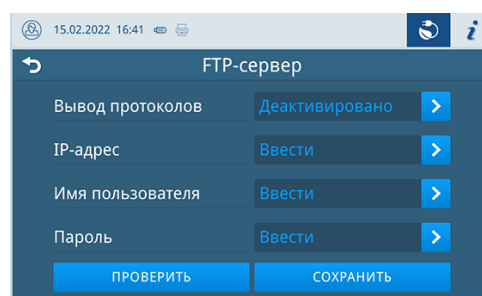 15.02.2022 16:41
i
FTP-сервер
Вывод протоколов Деактивировано
IP-адрес Ввести
Имя пользователя Ввести
Пароль Ввести
ПРОВЕРИТЬ СОХРАНИТЬ